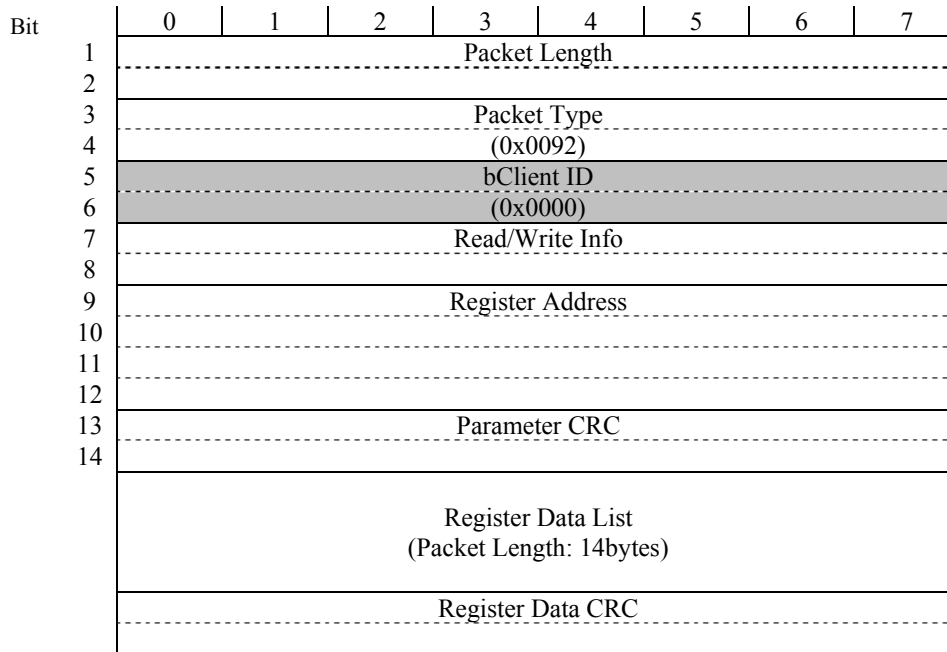 Bit 0 1 2 3 4 5 6 7
1 Packet Length
2
3 Packet Type
4 (0x0092)
5 bClient ID
6 (0x0000)
7 Read/Write Info
8
9 Register Address
10
11
12
13 Parameter CRC
14
Register Data List
(Packet Length: 14bytes)
Register Data CRC